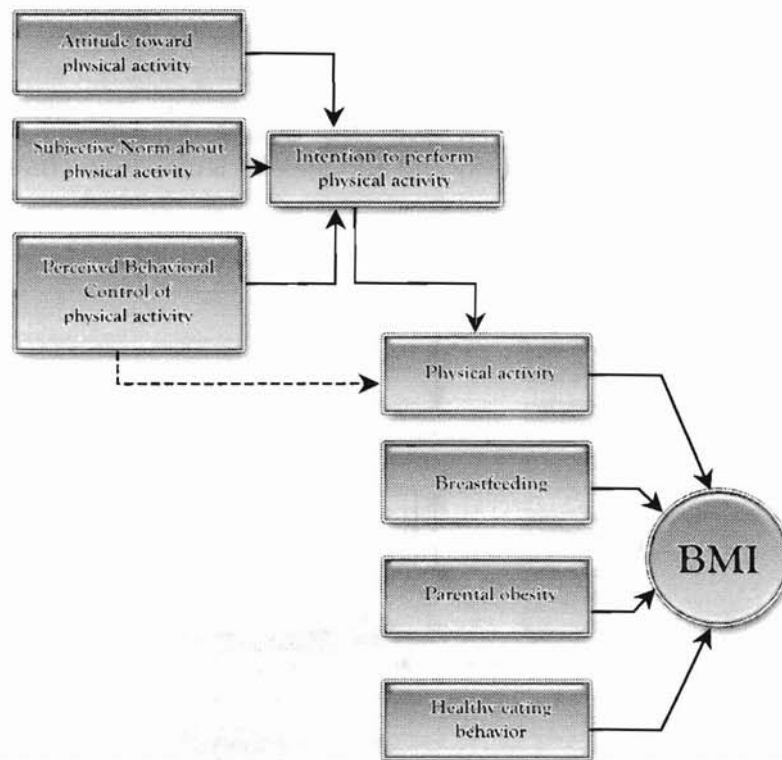 Attitude toward
physical activity
Subjective Norm about
physical activity
Intention to perform
physical activity
Perceived Behavioral
Control of
physical activity
Physical activity
Breastfeeding
BMI
Parental obesity
Healthy eating
behavior